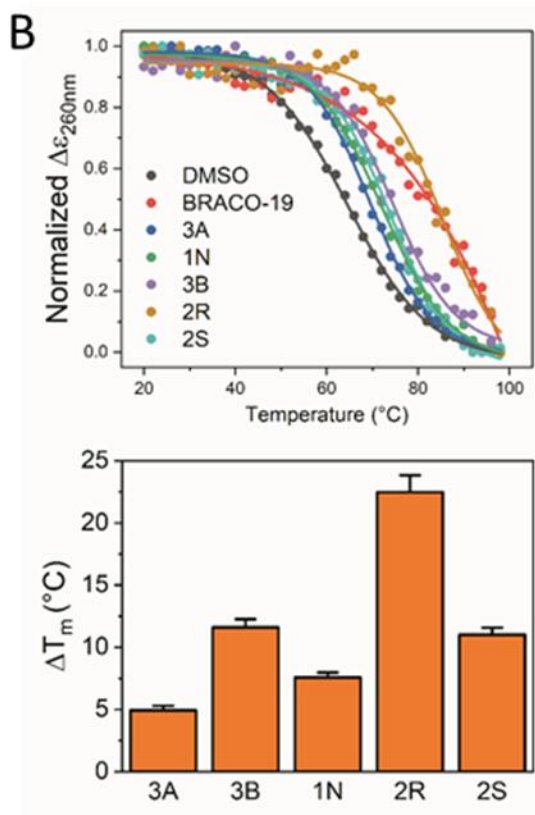 B
Normalized Δε260nm
1.0
0.8
0.6
0.4
0.2
0.0
DMSO
BRACO-19
3A
1N
3B
2R
2S
20 40 60 80 100
Temperature (°C)
ΔTm (°C)
25
20
15
10
5
0
3A 3B 1N 2R 2S